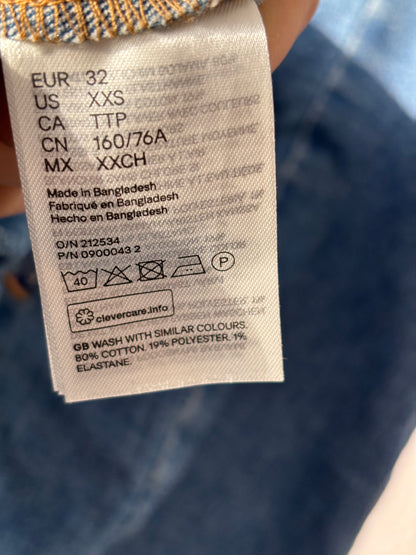 EUR 32
US XXS
CA TTP
CN 160/76A
MX XXCH
Made in Bangladesh
Fabriqué en Bangladesh
Hecho en Bangladesh
O/N 212534
P/N 0900043 2
40 P
clevercare.info
GB WASH WITH SIMILAR COLOURS.
80% COTTON. 19% POLYESTER. 1%
ELASTANE.